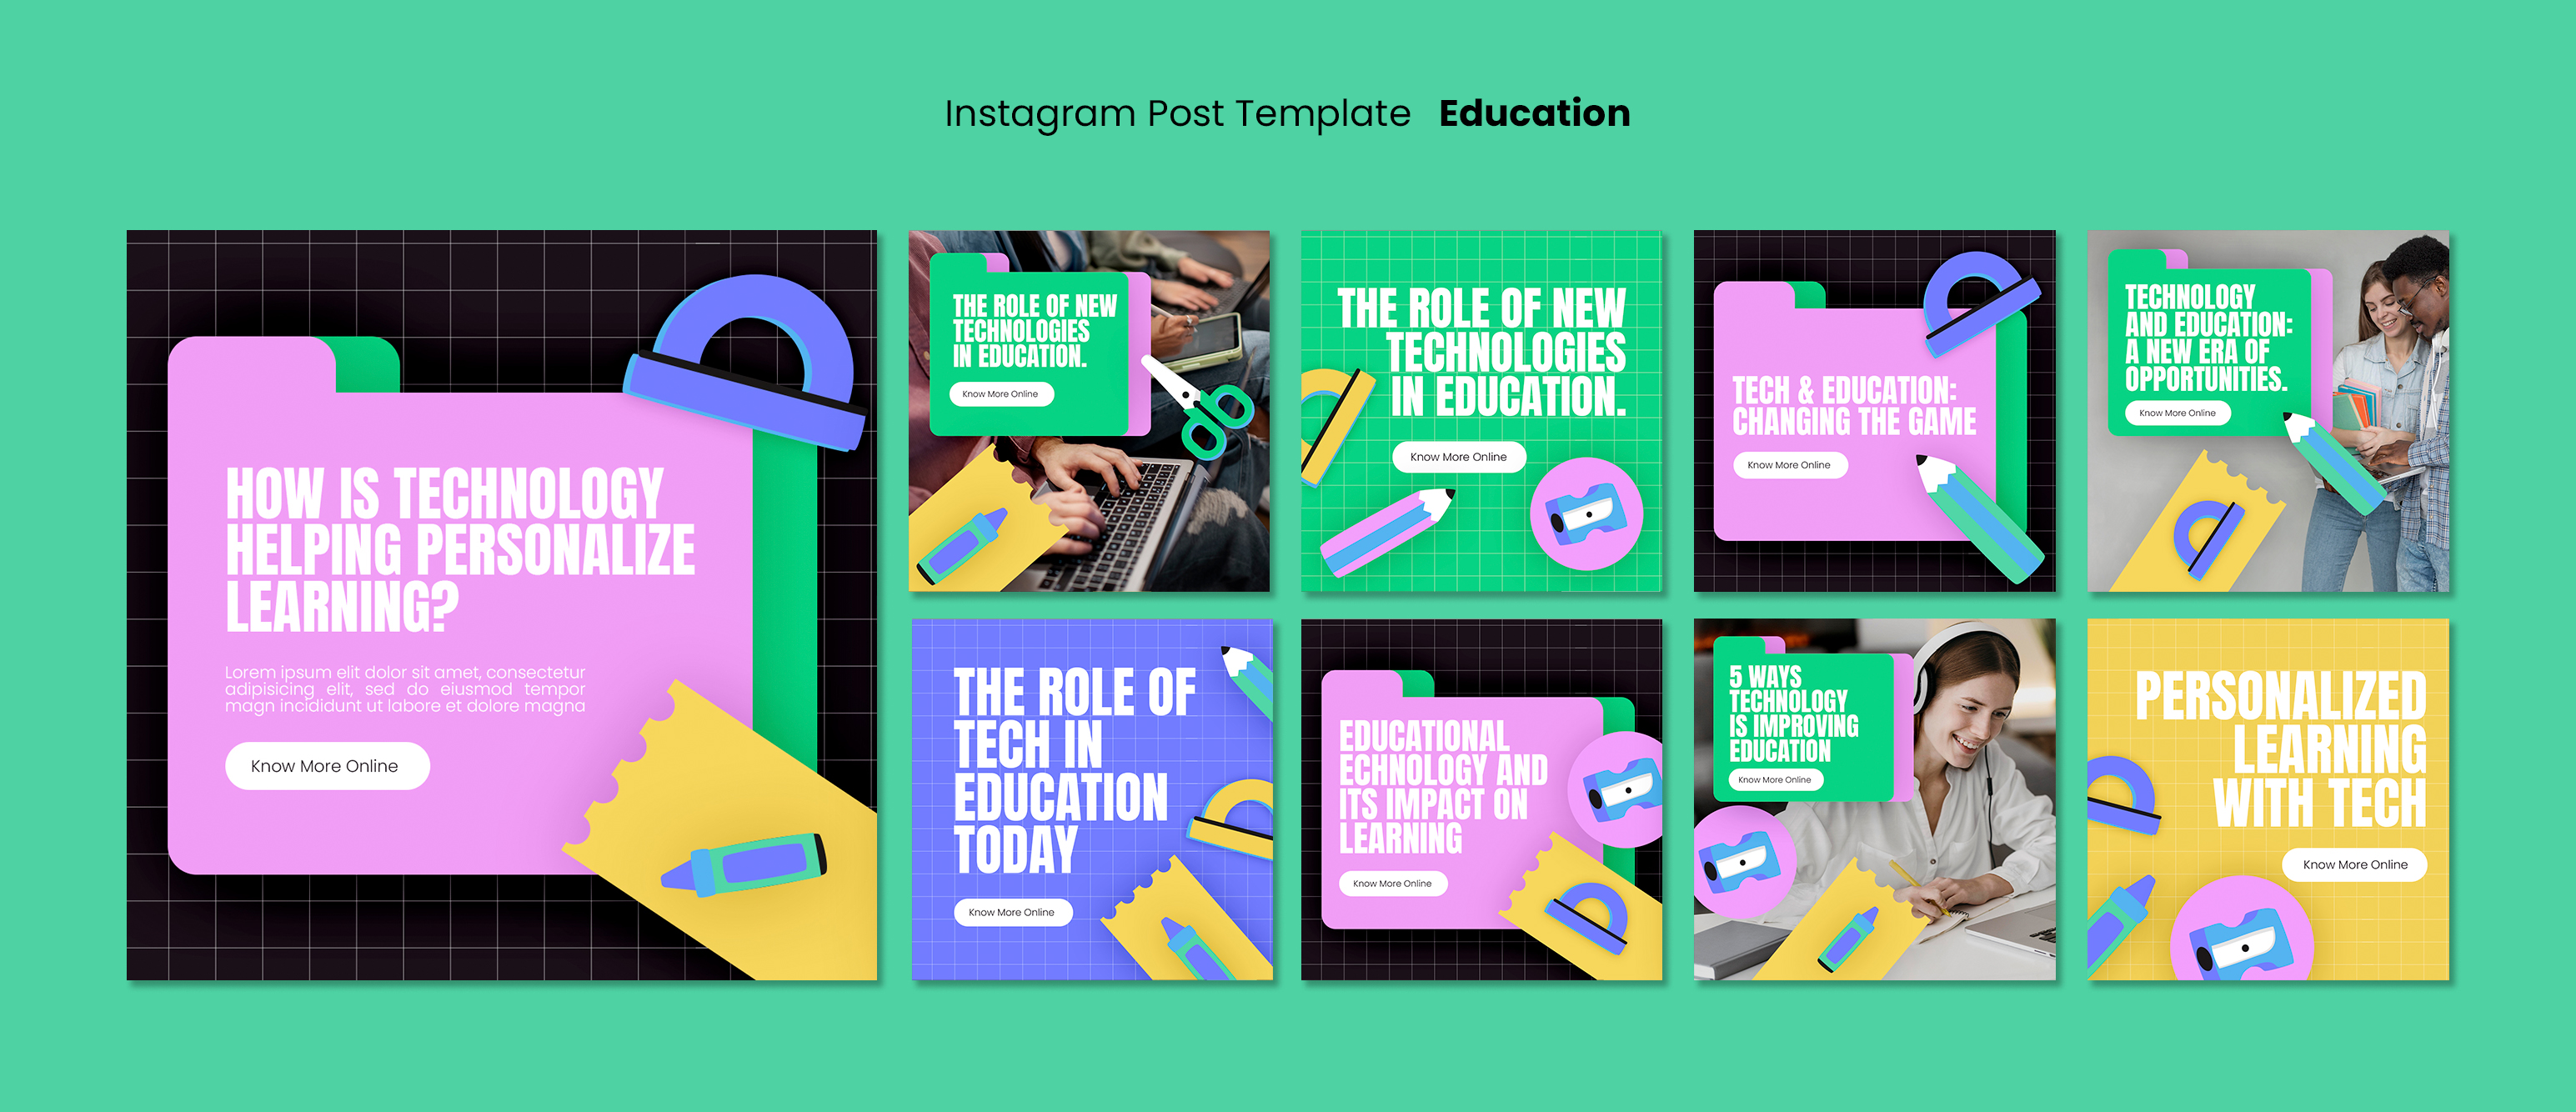 Instagram Post Template Education
HOW IS TECHNOLOGY
HELPING PERSONALIZE
LEARNING?
Lorem ipsum elit dolor sit amet, consectetur
adipisicing elit, sed do eiusmod tempor
magn incididunt ut labore et dolore magna
Know More Online
THE ROLE OF NEW
TECHNOLOGIES
IN EDUCATION.
Know More Online
THE ROLE OF NEW
TECHNOLOGIES
IN EDUCATION.
Know More Online
TECH & EDUCATION:
CHANGING THE GAME
Know More Online
TECHNOLOGY
AND EDUCATION:
A NEW ERA OF
OPPORTUNITIES.
Know More Online
THE ROLE OF
TECH IN
EDUCATION
TODAY
Know More Online
EDUCATIONAL
ECHNOLOGY AND
ITS IMPACT ON
LEARNING
Know More Online
5 WAYS
TECHNOLOGY
IS IMPROVING
EDUCATION
Know More Online
PERSONALIZED
LEARNING
WITH TECH
Know More Online